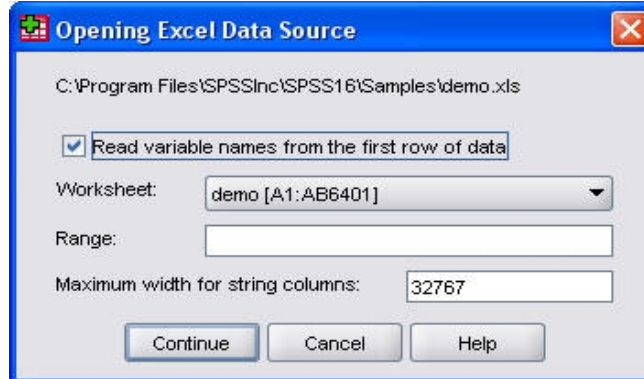 Opening Excel Data Source
C:\Program Files\SPSSInc\SPSS16\Samples\demo.xls
Read variable names from the first row of data
Worksheet: demo [A1:AB6401]
Range:
Maximum width for string columns: 32767
Continue Cancel Help